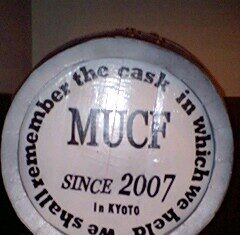 we shall remember the cask in which we held
MUCF
SINCE 2007
in KYOTO